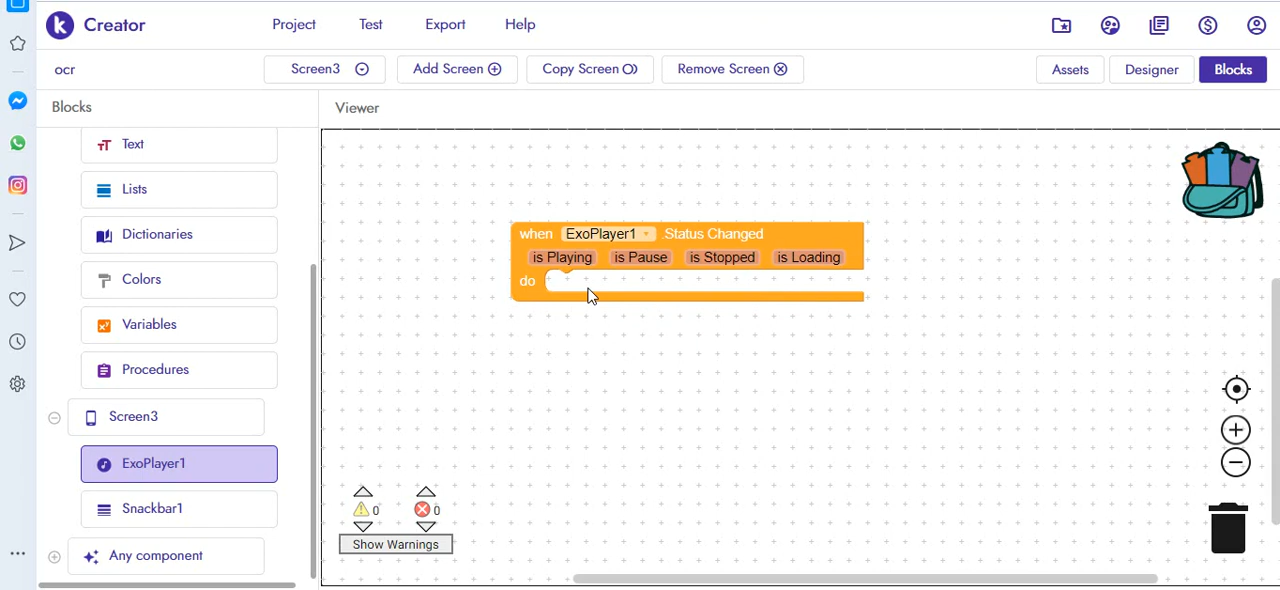 Creator
Project
Test
Export
Help
ocr
Screen3
Add Screen
Copy Screen
Remove Screen
Assets
Designer
Blocks
Blocks
Viewer
Text
Lists
Dictionaries
Colors
Variables
Procedures
Screen3
ExoPlayer1
Snackbar1
Any component
when ExoPlayer1 .Status Changed
is Playing is Pause is Stopped is Loading
do
0 0
Show Warnings